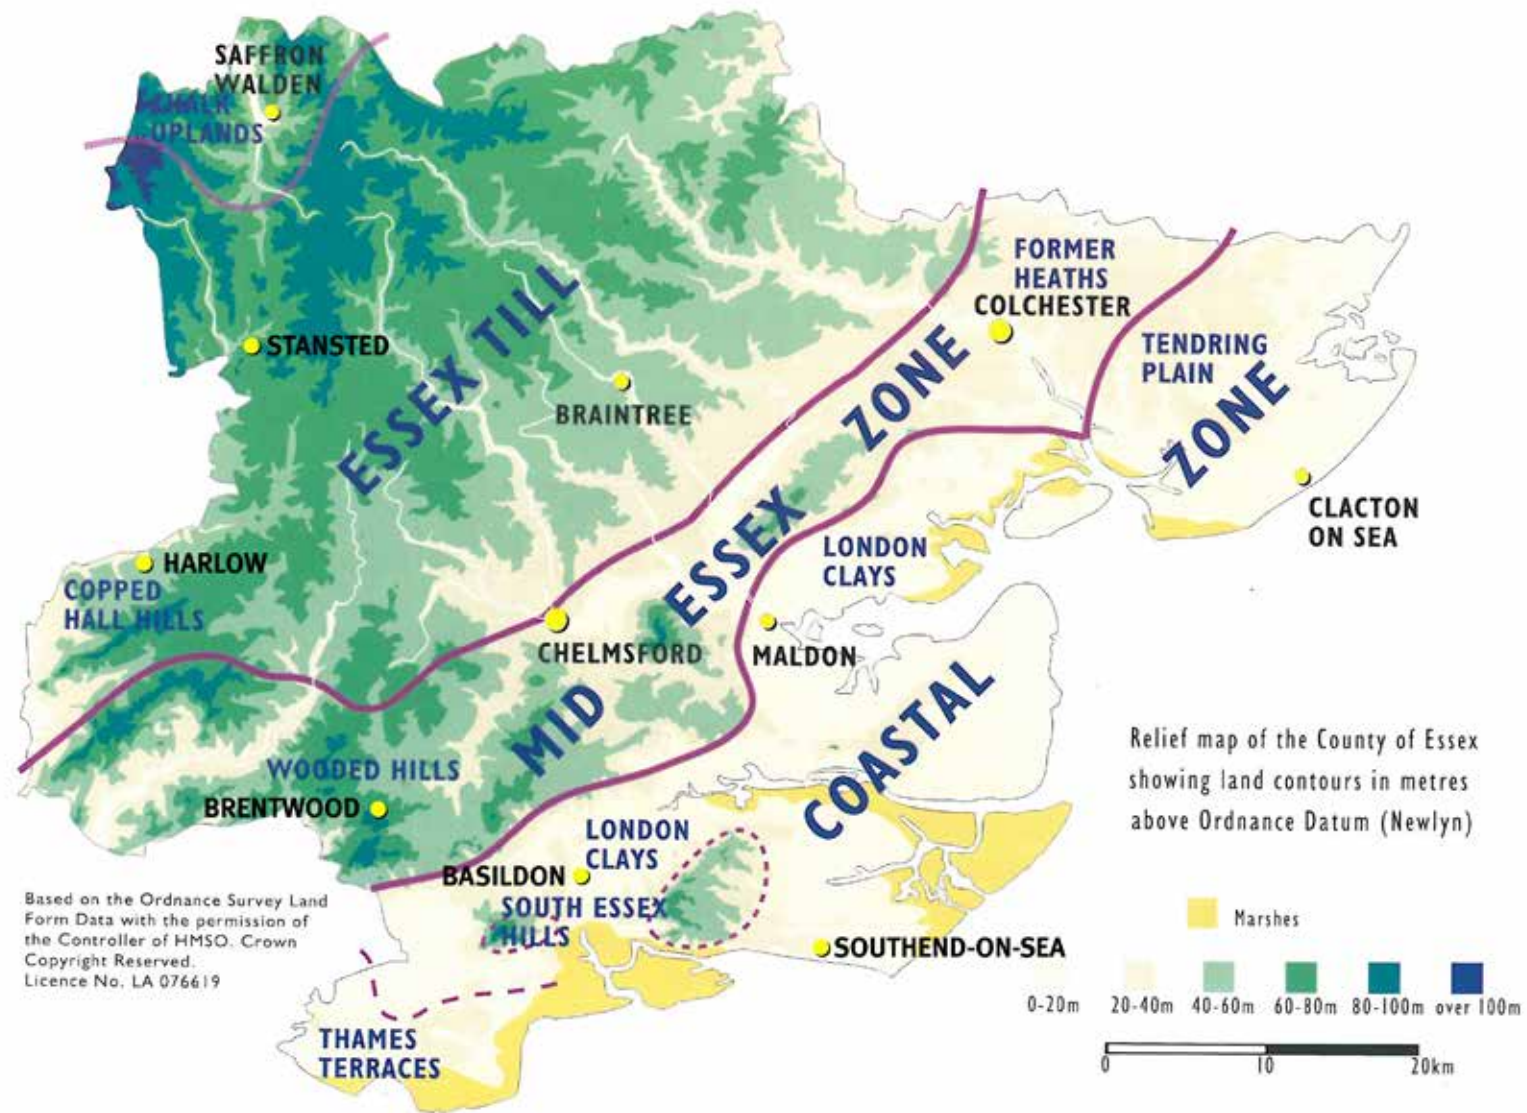 SAFFRON
WALDEN
CHALK
UPLANDS
STANSTED
ESSEX TILL
BRAINTREE
FORMER
HEATHS
COLCHESTER
TENDRING
PLAIN
MID ESSEX ZONE
COASTAL ZONE
CLACTON
ON SEA
HARLOW
COPPED
HALL HILLS
LONDON
CLAYS
CHELMSFORD
MALDON
WOODED HILLS
BRENTWOOD
LONDON
CLAYS
BASILDON
SOUTH ESSEX
HILLS
SOUTHEND-ON-SEA
THAMES
TERRACES
Relief map of the County of Essex
showing land contours in metres
above Ordnance Datum (Newlyn)
Based on the Ordnance Survey Land
Form Data with the permission of
the Controller of HMSO. Crown
Copyright Reserved.
Licence No. LA 076619
Marshes
0-20m 20-40m 40-60m 60-80m 80-100m over 100m
0 10 20km